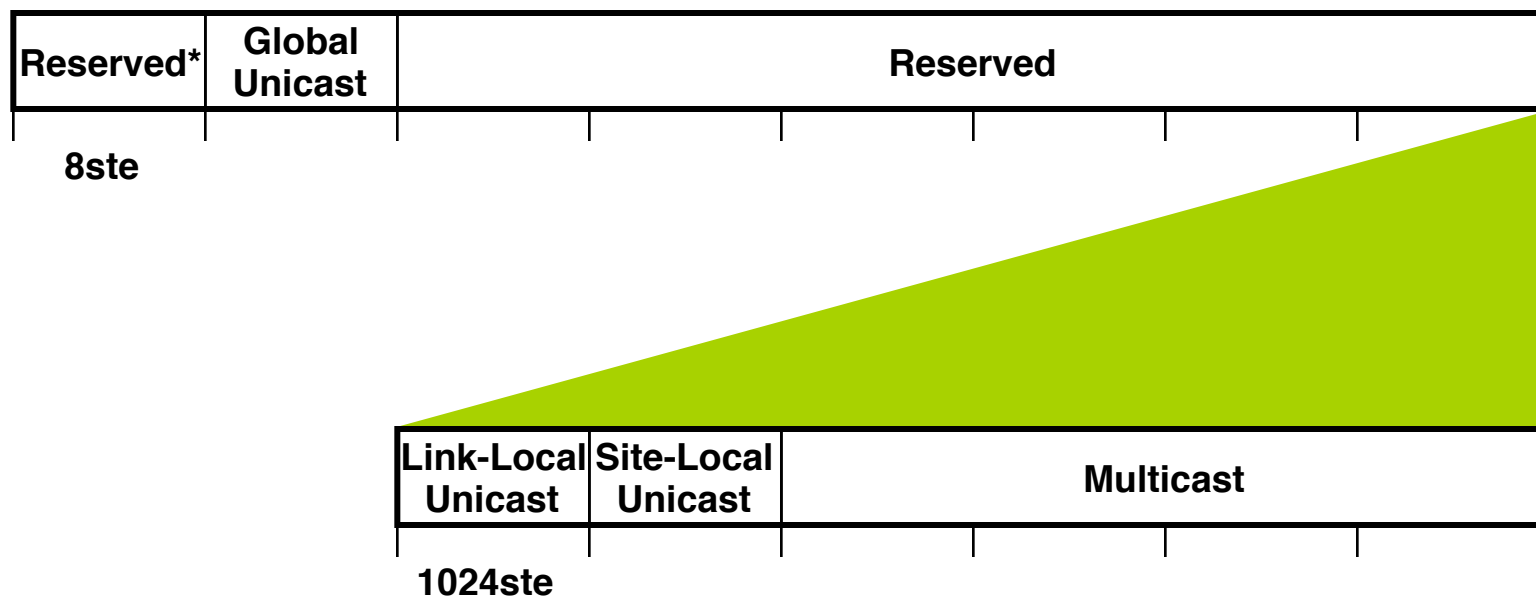 Reserved*
Global
Unicast
Reserved
8ste
Link-Local
Unicast
Site-Local
Unicast
Multicast
1024ste